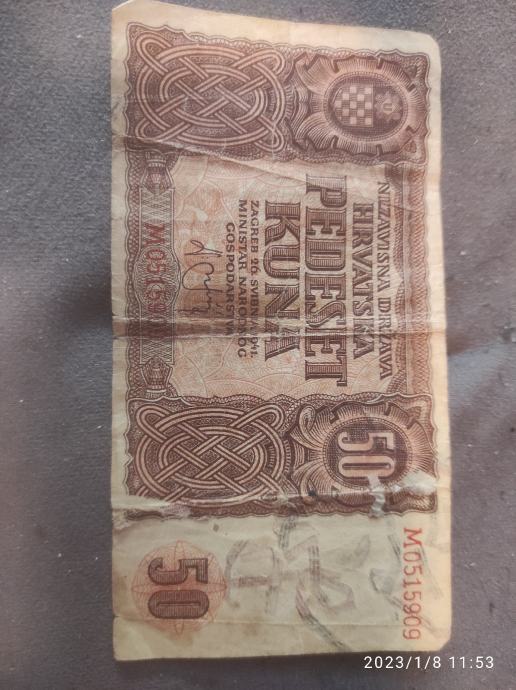 NEZAVISNA DRŽAVA
HRVATSKA
PEDESET
KUNA
ZAGREB 26. SVIBNJA 1941.
MINISTAR NARODNOG
GOSPODARSTVA
50
M0515909
M0515909
50
2023/1/8 11:53